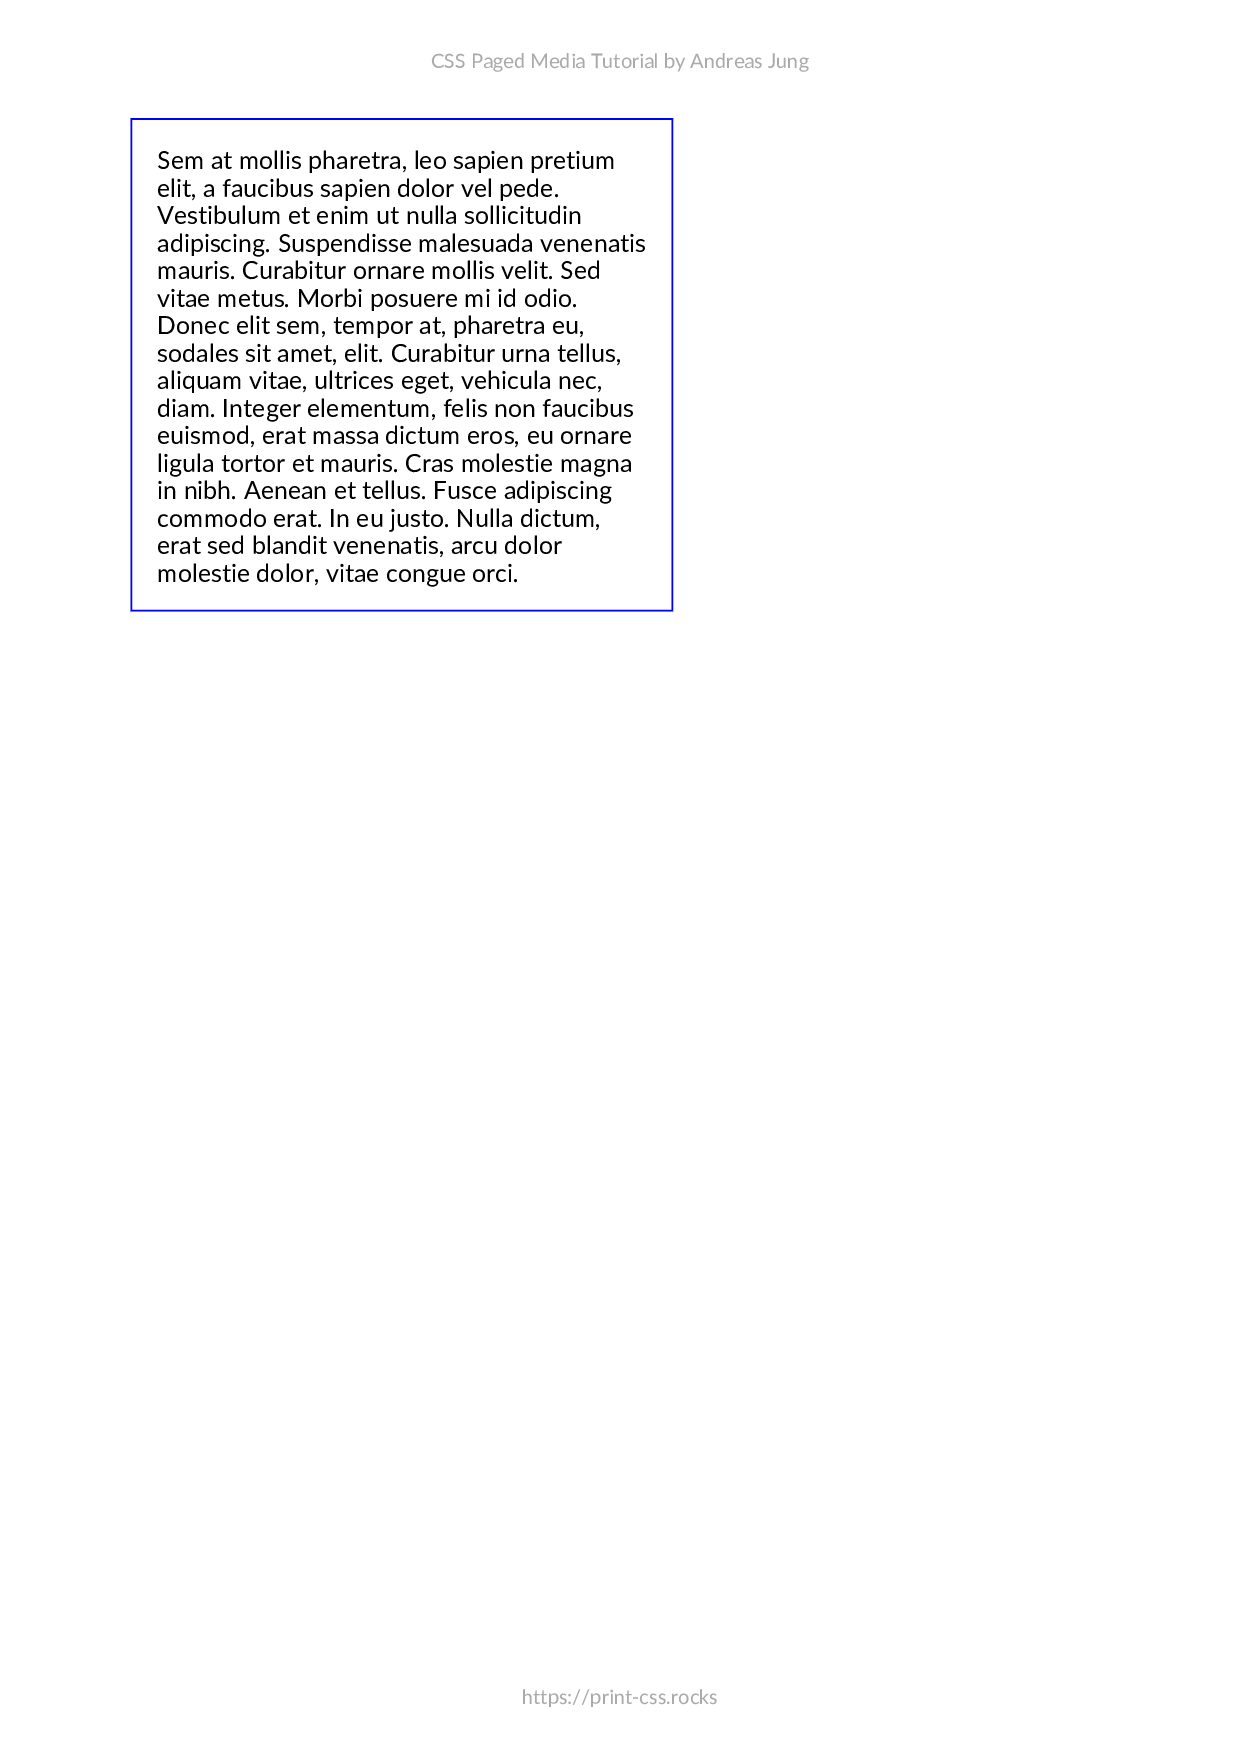 CSS Paged Media Tutorial by Andreas Jung
Sem at mollis pharetra, leo sapien pretium
elit, a faucibus sapien dolor vel pede.
Vestibulum et enim ut nulla sollicitudin
adipiscing. Suspendisse malesuada venenatis
mauris. Curabitur ornare mollis velit. Sed
vitae metus. Morbi posuere mi id odio.
Donec elit sem, tempor at, pharetra eu,
sodales sit amet, elit. Curabitur urna tellus,
aliquam vitae, ultrices eget, vehicula nec,
diam. Integer elementum, felis non faucibus
euismod, erat massa dictum eros, eu ornare
ligula tortor et mauris. Cras molestie magna
in nibh. Aenean et tellus. Fusce adipiscing
commodo erat. In eu justo. Nulla dictum,
erat sed blandit venenatis, arcu dolor
molestie dolor, vitae congue orci.
https://print-css.rocks